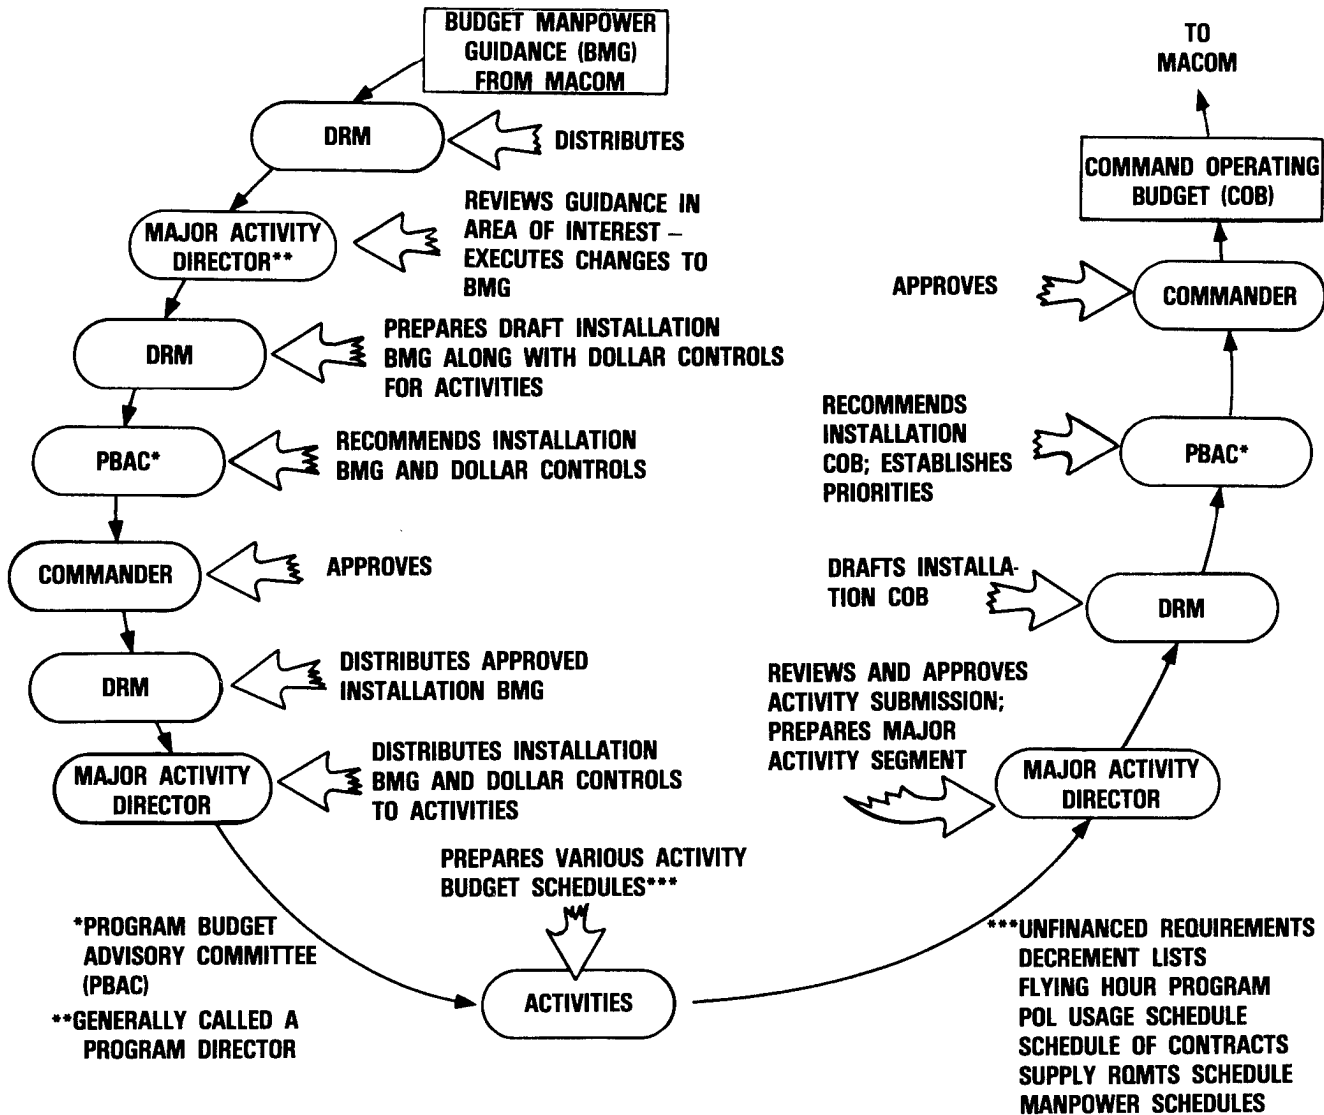 BUDGET MANPOWER
GUIDANCE (BMG)
FROM MACOM
DRM
DISTRIBUTES
MAJOR ACTIVITY
DIRECTOR**
REVIEWS GUIDANCE IN
AREA OF INTEREST –
EXECUTES CHANGES TO
BMG
DRM
PREPARES DRAFT INSTALLATION
BMG ALONG WITH DOLLAR CONTROLS
FOR ACTIVITIES
PBAC*
RECOMMENDS INSTALLATION
BMG AND DOLLAR CONTROLS
COMMANDER
APPROVES
DRM
DISTRIBUTES APPROVED
INSTALLATION BMG
MAJOR ACTIVITY
DIRECTOR
DISTRIBUTES INSTALLATION
BMG AND DOLLAR CONTROLS
TO ACTIVITIES
PREPARES VARIOUS ACTIVITY
BUDGET SCHEDULES***
ACTIVITIES
MAJOR ACTIVITY
DIRECTOR
REVIEWS AND APPROVES
ACTIVITY SUBMISSION;
PREPARES MAJOR
ACTIVITY SEGMENT
DRM
DRAFTS INSTALLA-
TION COB
PBAC*
RECOMMENDS
INSTALLATION
COB; ESTABLISHES
PRIORITIES
COMMANDER
APPROVES
COMMAND OPERATING
BUDGET (COB)
TO
MACOM
*PROGRAM BUDGET
ADVISORY COMMITTEE
(PBAC)
**GENERALLY CALLED A
PROGRAM DIRECTOR
***UNFINANCED REQUIREMENTS
DECREMENT LISTS
FLYING HOUR PROGRAM
POL USAGE SCHEDULE
SCHEDULE OF CONTRACTS
SUPPLY RQMTS SCHEDULE
MANPOWER SCHEDULES